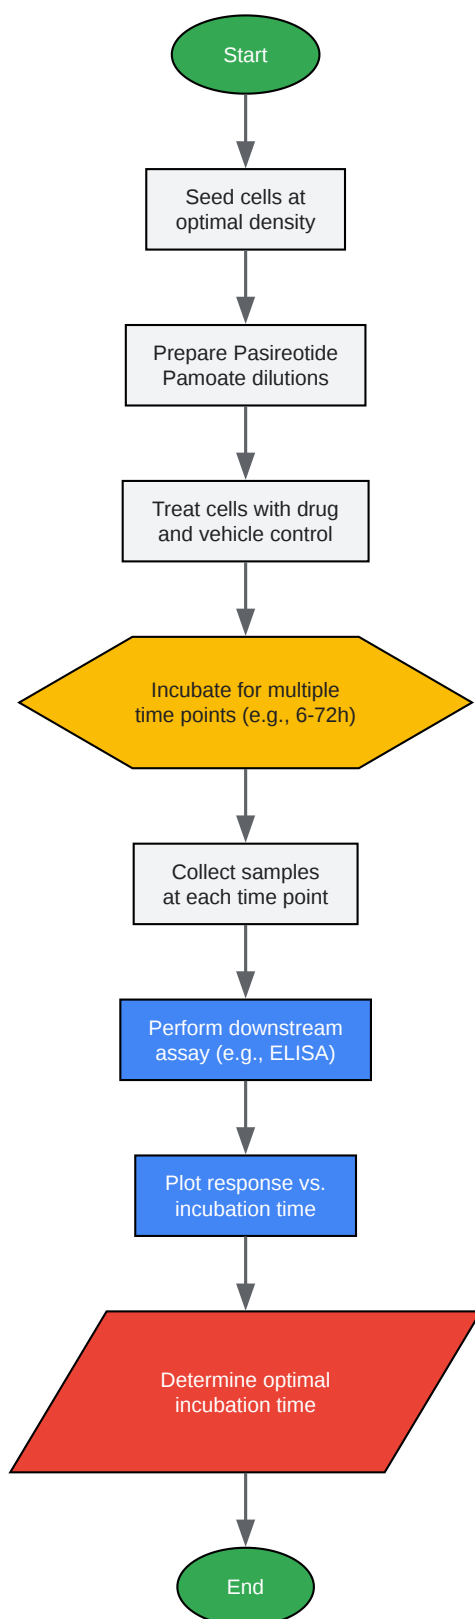 Start
Seed cells at
optimal density
Prepare Pasireotide
Pamoate dilutions
Treat cells with drug
and vehicle control
Incubate for multiple
time points (e.g., 6-72h)
Collect samples
at each time point
Perform downstream
assay (e.g., ELISA)
Plot response vs.
incubation time
Determine optimal
incubation time
End